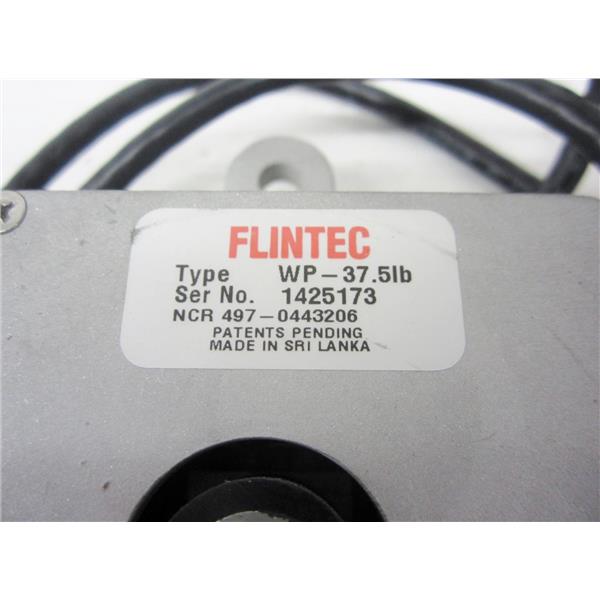 FLINTEC
Type WP-37.5lb
Ser No. 1425173
NCR 497-0443206
PATENTS PENDING
MADE IN SRI LANKA